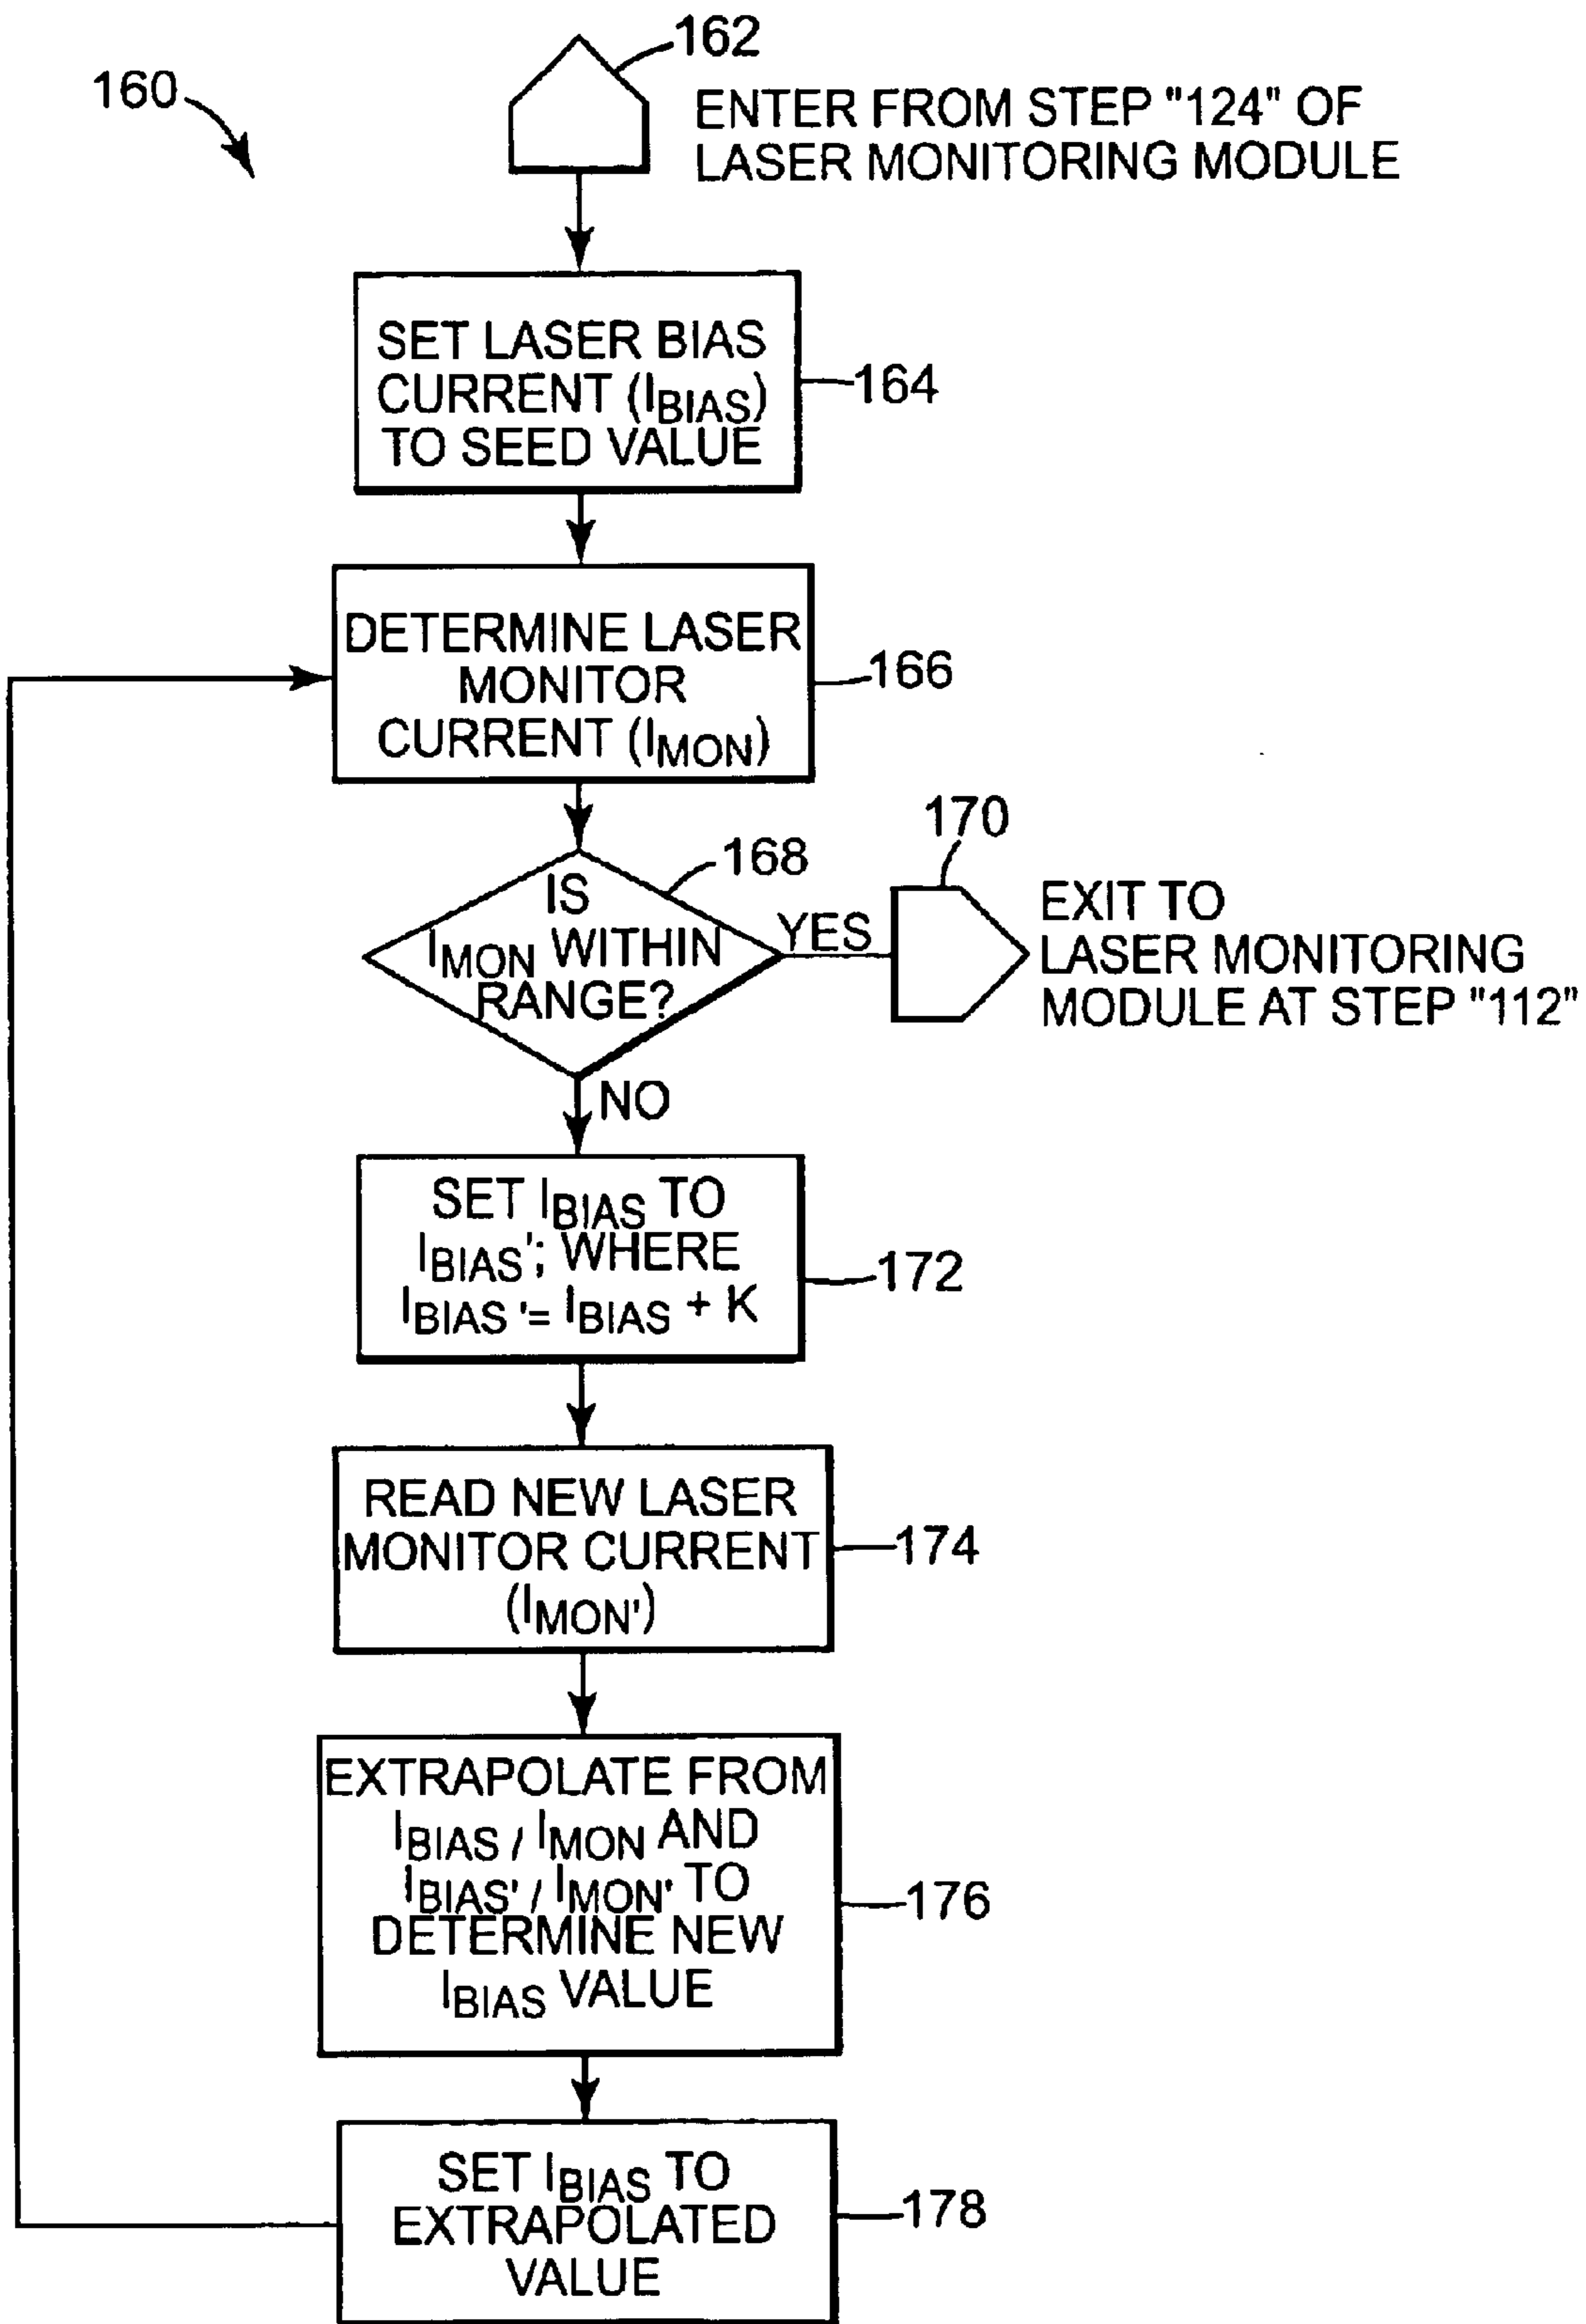 160
162
ENTER FROM STEP "124" OF
LASER MONITORING MODULE
SET LASER BIAS
CURRENT (IBIAS)
TO SEED VALUE
164
DETERMINE LASER
MONITOR
CURRENT (IMON)
166
IS
IMON WITHIN
RANGE?
168
YES
170
EXIT TO
LASER MONITORING
MODULE AT STEP "112"
NO
SET IBIAS TO
IBIAS'; WHERE
IBIAS '= IBIAS + K
172
READ NEW LASER
MONITOR CURRENT
(IMON')
174
EXTRAPOLATE FROM
IBIAS / IMON AND
IBIAS' / IMON' TO
DETERMINE NEW
IBIAS VALUE
176
SET IBIAS TO
EXTRAPOLATED
VALUE
178